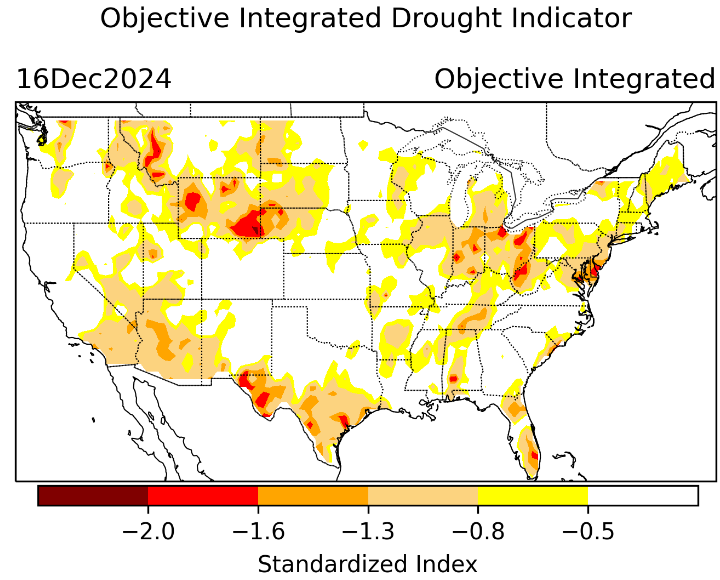 Objective Integrated Drought Indicator
16Dec2024 Objective Integrated
−2.0 −1.6 −1.3 −0.8 −0.5
Standardized Index